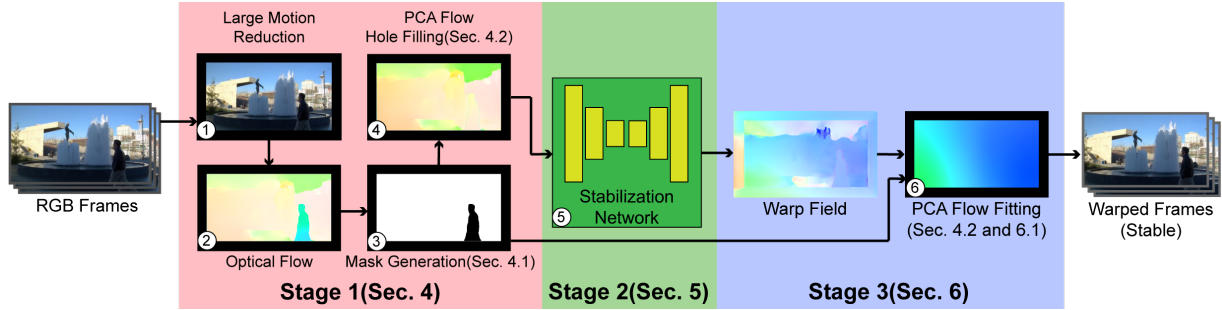 Large Motion
Reduction
PCA Flow
Hole Filling(Sec. 4.2)
1
4
RGB Frames
2
Optical Flow
3
Mask Generation(Sec. 4.1)
Stage 1(Sec. 4)
Stabilization
Network
5
Stage 2(Sec. 5)
Warp Field
6
PCA Flow Fitting
(Sec. 4.2 and 6.1)
Stage 3(Sec. 6)
Warped Frames
(Stable)